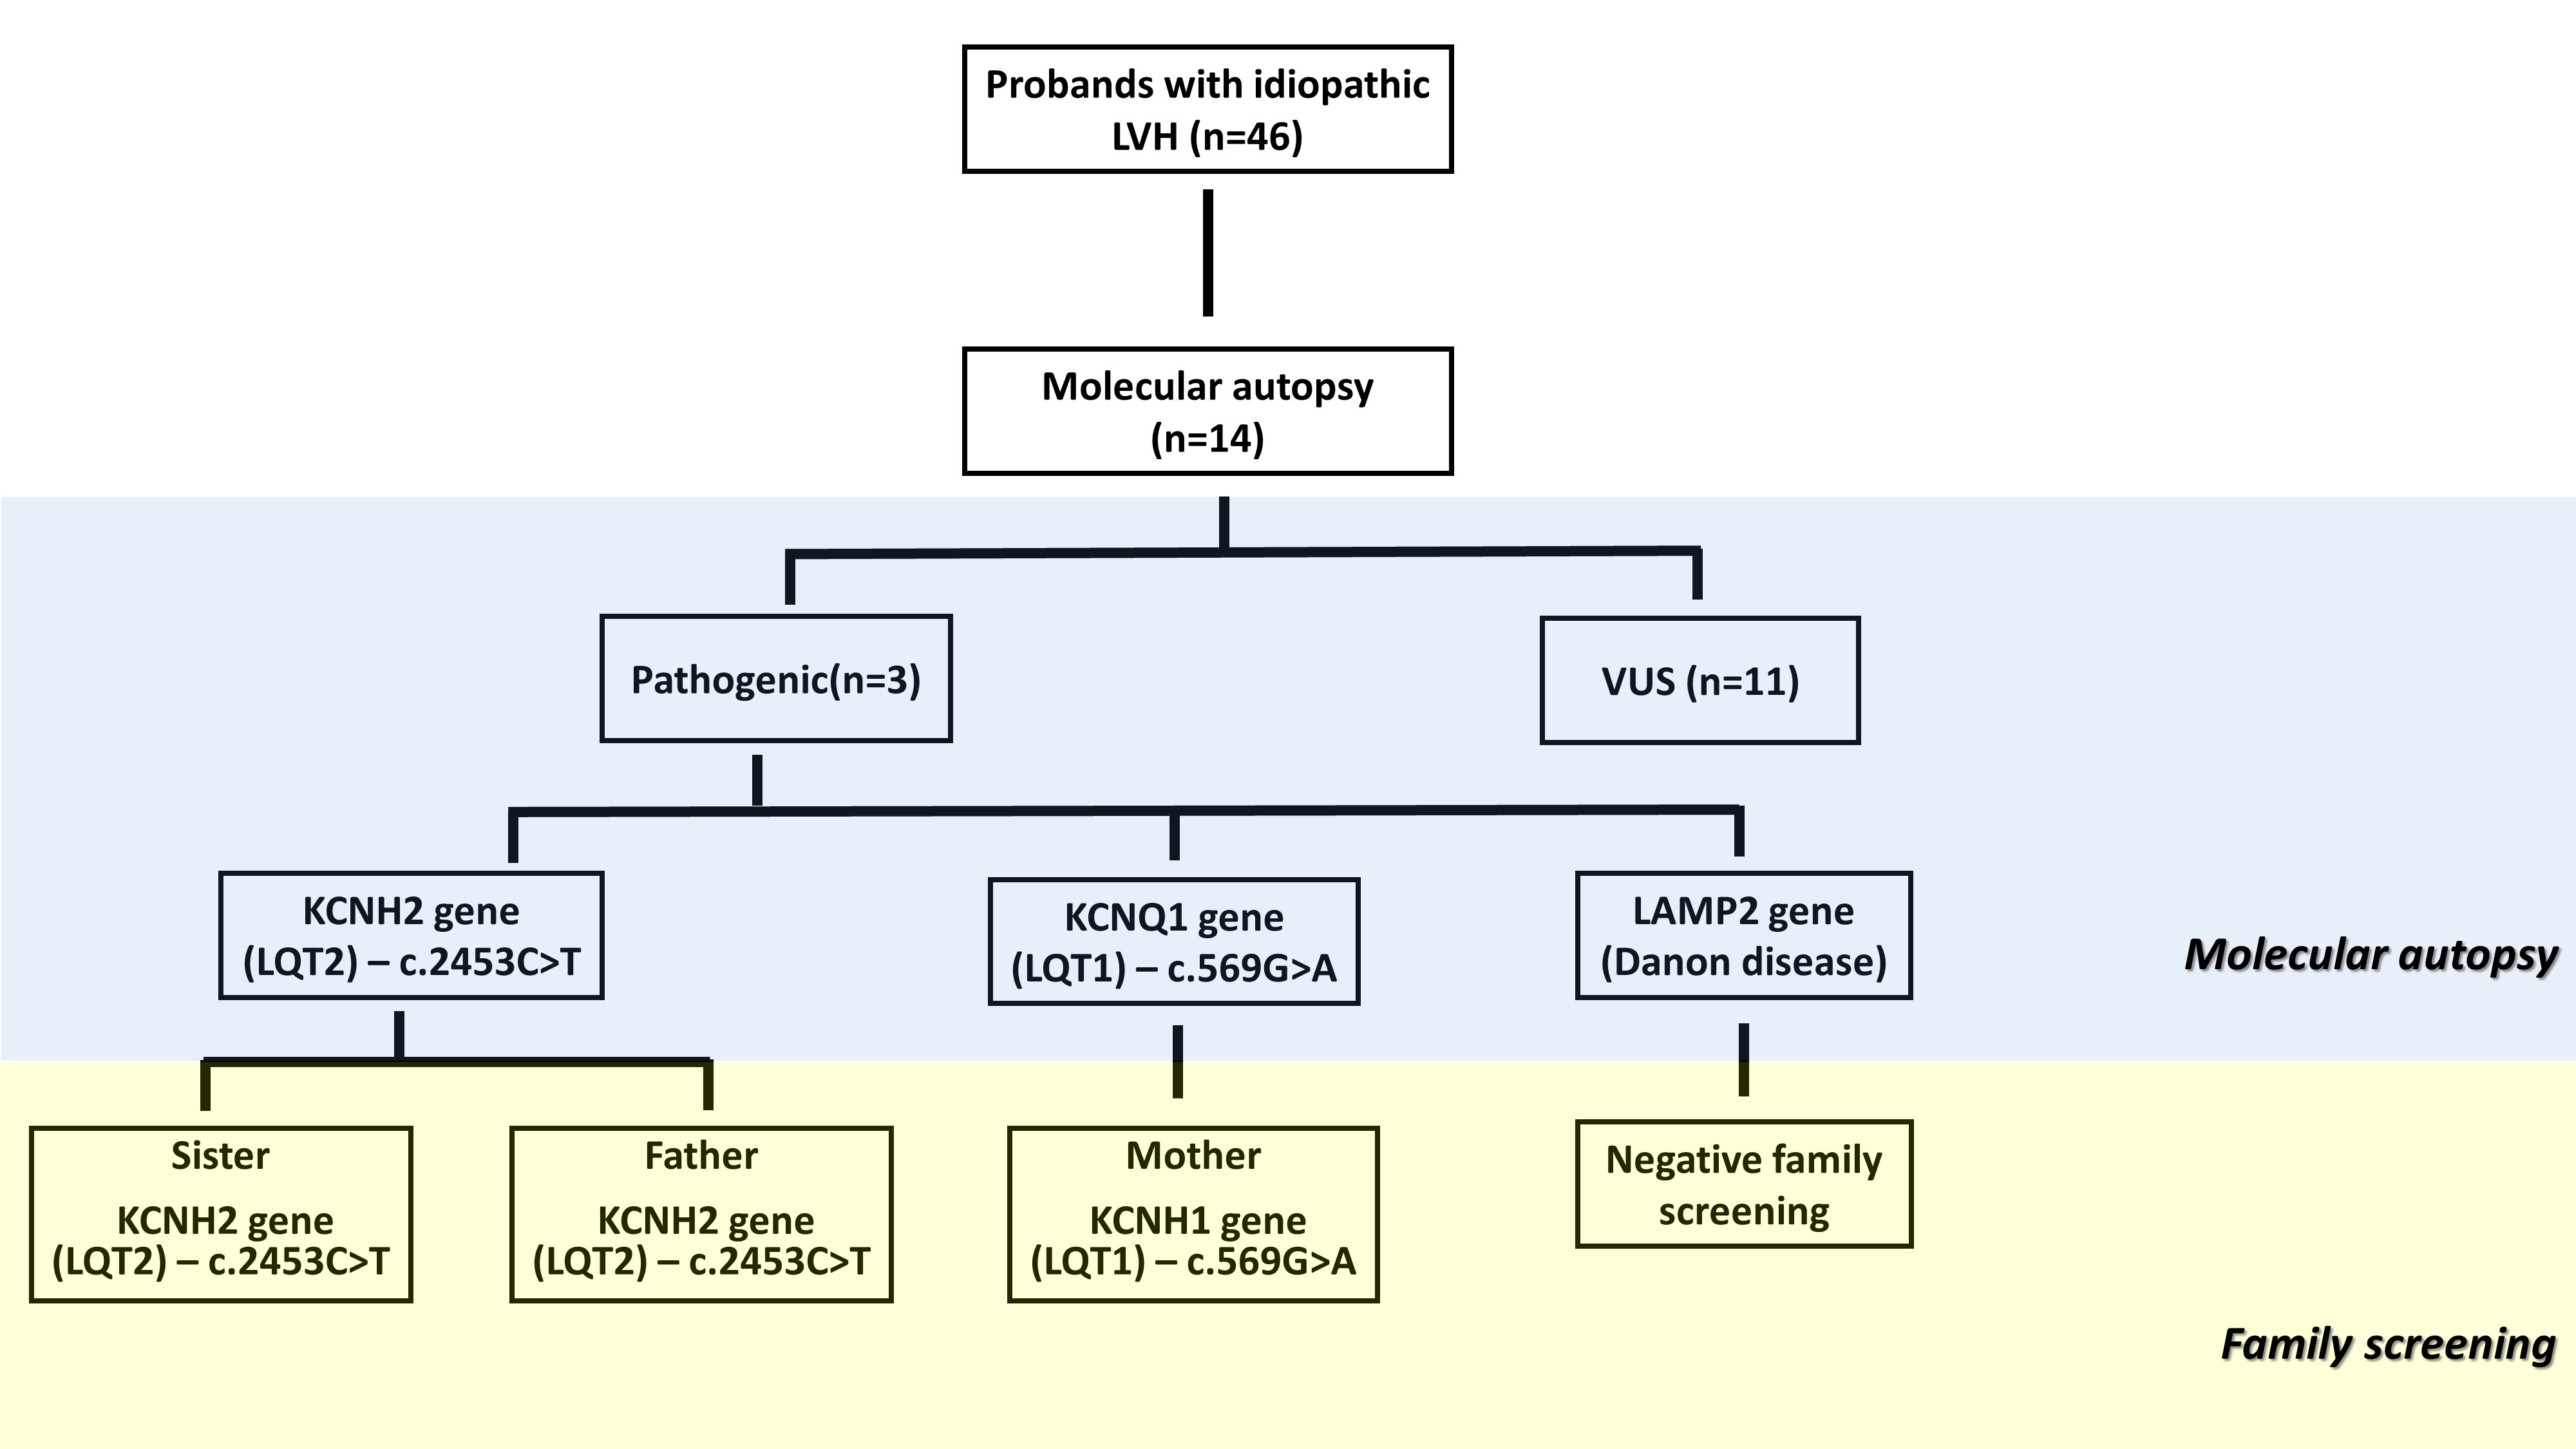 Probands with idiopathic
LVH (n=46)
Molecular autopsy
(n=14)
Pathogenic(n=3)
VUS (n=11)
KCNH2 gene
(LQT2) – c.2453C>T
KCNQ1 gene
(LQT1) – c.569G>A
LAMP2 gene
(Danon disease)
Molecular autopsy
Sister
KCNH2 gene
(LQT2) – c.2453C>T
Father
KCNH2 gene
(LQT2) – c.2453C>T
Mother
KCNH1 gene
(LQT1) – c.569G>A
Negative family
screening
Family screening